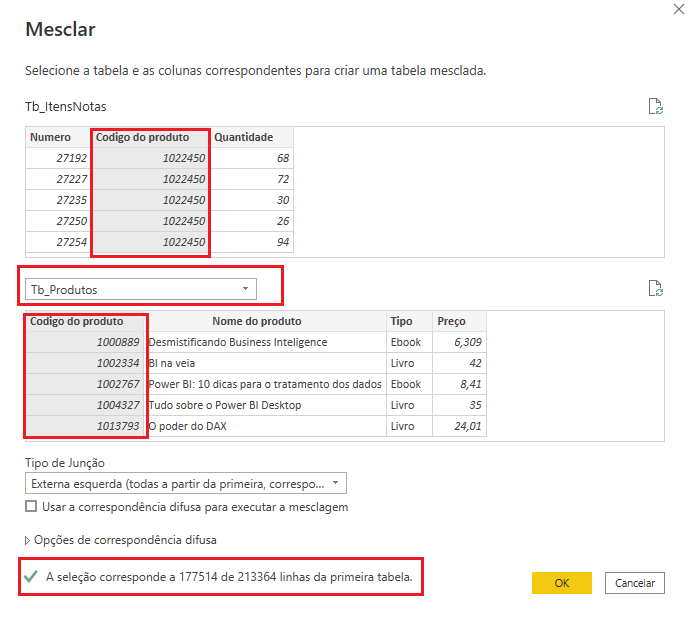 Mesclar
Selecione a tabela e as colunas correspondentes para criar uma tabela mesclada.
Tb_ItensNotas
Numero Codigo do produto Quantidade
27192 1022450 68
27227 1022450 72
27235 1022450 30
27250 1022450 26
27254 1022450 94
Tb_Produtos
Codigo do produto Nome do produto Tipo Preço
1000889 Desmistificando Business Inteligence Ebook 6,309
1002334 BI na veia Livro 42
1002767 Power BI: 10 dicas para o tratamento dos dados Ebook 8,41
1004327 Tudo sobre o Power BI Desktop Livro 35
1013793 O poder do DAX Livro 24,01
Tipo de Junção
Externa esquerda (todas a partir da primeira, correspo...
Usar a correspondência difusa para executar a mesclagem
Opções de correspondência difusa
A seleção corresponde a 177514 de 213364 linhas da primeira tabela.
OK Cancelar